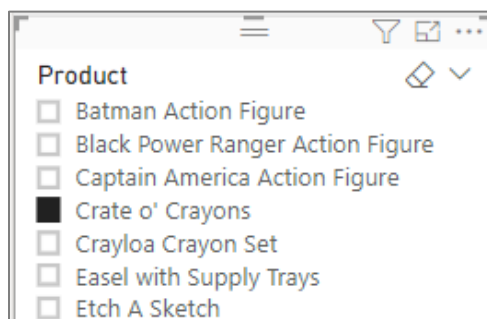 Product
Batman Action Figure
Black Power Ranger Action Figure
Captain America Action Figure
Crate o' Crayons
Crayloa Crayon Set
Easel with Supply Trays
Etch A Sketch